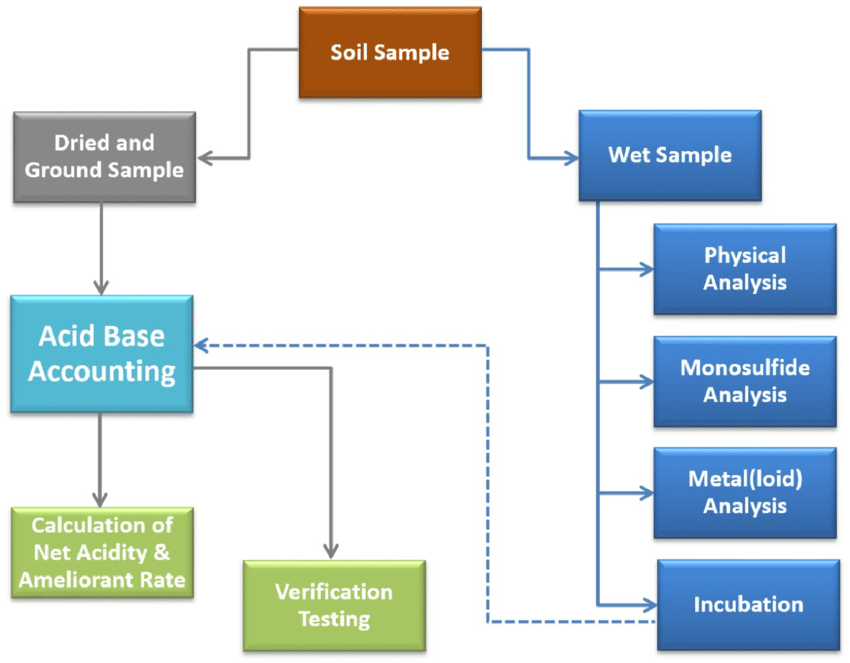 Soil Sample
Dried and
Ground Sample
Wet Sample
Physical
Analysis
Acid Base
Accounting
Monosulfide
Analysis
Metal(loid)
Analysis
Calculation of
Net Acidity &
Ameliorant Rate
Verification
Testing
Incubation